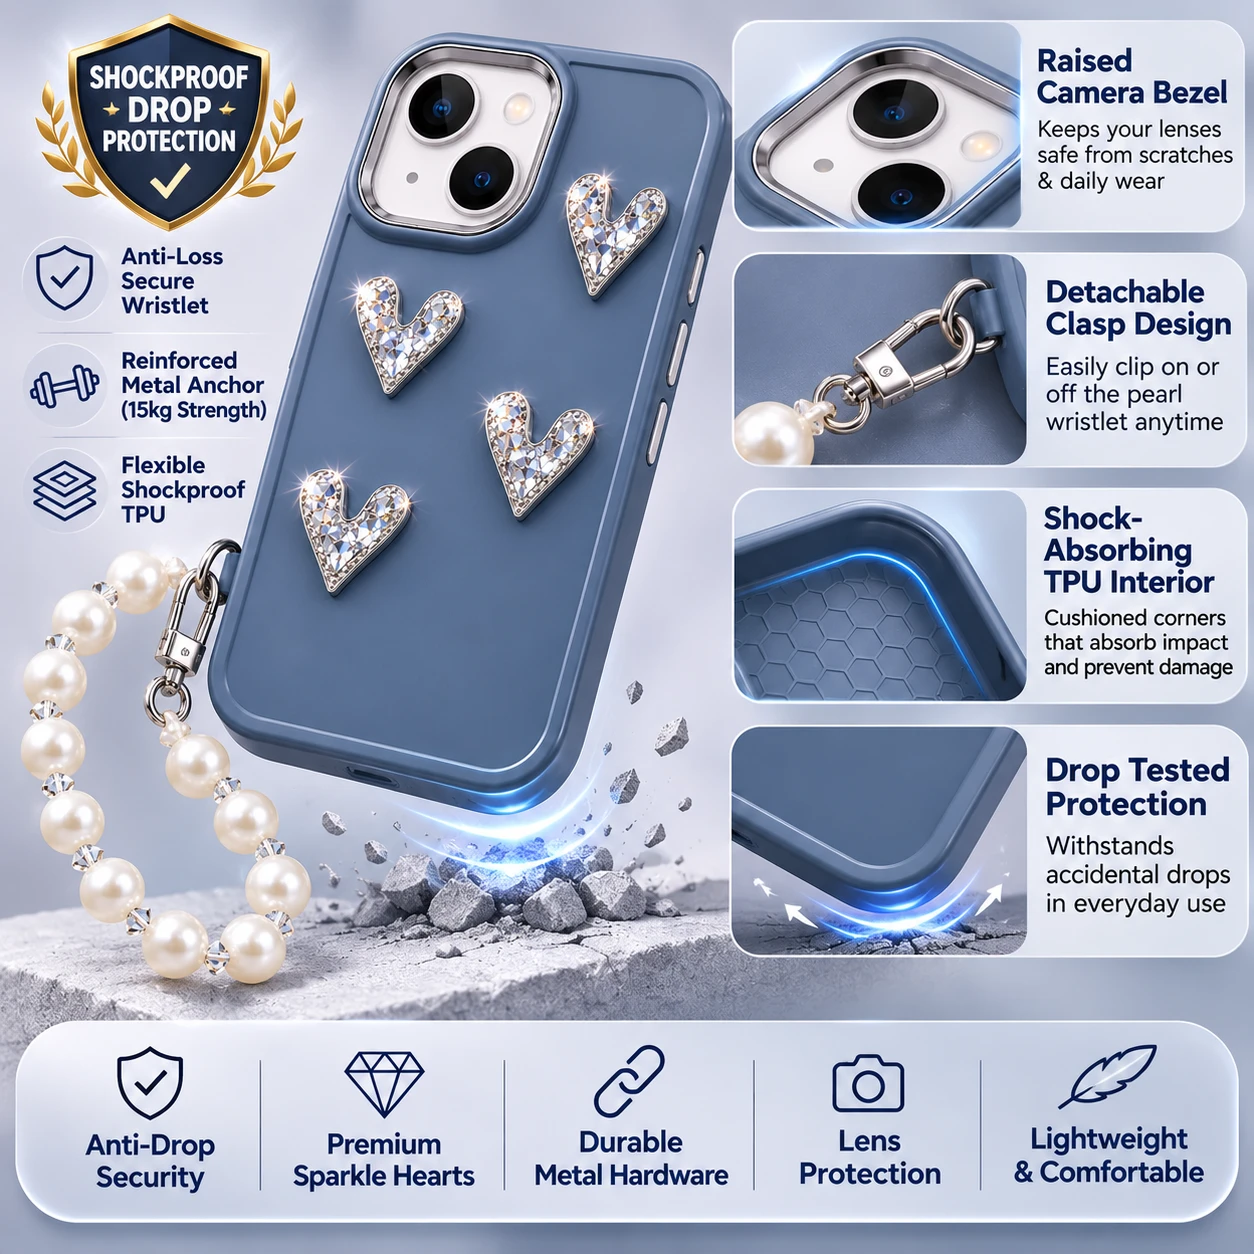 SHOCKPROOF
DROP
PROTECTION
Anti-Loss
Secure
Wristlet
Reinforced
Metal Anchor
(15kg Strength)
Flexible
Shockproof
TPU
Raised
Camera Bezel
Keeps your lenses
safe from scratches
& daily wear
Detachable
Clasp Design
Easily clip on or
off the pearl
wristlet anytime
Shock-
Absorbing
TPU Interior
Cushioned corners
that absorb impact
and prevent damage
Drop Tested
Protection
Withstands
accidental drops
in everyday use
Anti-Drop
Security
Premium
Sparkle Hearts
Durable
Metal Hardware
Lens
Protection
Lightweight
& Comfortable